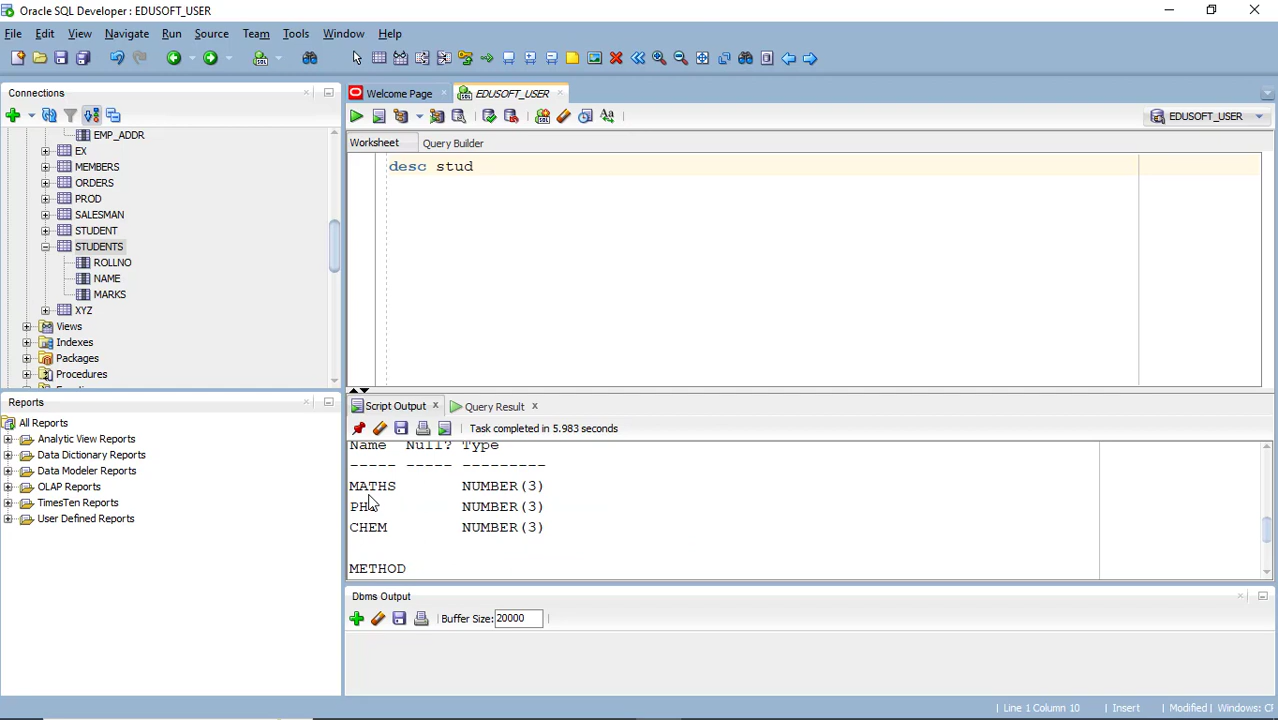 Oracle SQL Developer : EDUSOFT_USER
File Edit View Navigate Run Source Team Tools Window Help
Connections
Welcome Page
EDUSOFT_USER
EDUSOFT_USER
Worksheet Query Builder
EMP_ADDR
EX
MEMBERS
ORDERS
PROD
SALESMAN
STUDENT
STUDENTS
ROLLNO
NAME
MARKS
XYZ
Views
Indexes
Packages
Procedures
desc stud
Reports
All Reports
Analytic View Reports
Data Dictionary Reports
Data Modeler Reports
OLAP Reports
TimesTen Reports
User Defined Reports
Script Output Query Result
Task completed in 5.983 seconds
Name Null? Type
----- ----- ---------
MATHS NUMBER(3)
NUMBER(3)
CHEM NUMBER(3)
METHOD
Dbms Output
Buffer Size: 20000
Line 1 Column 10 Insert Modified Windows: